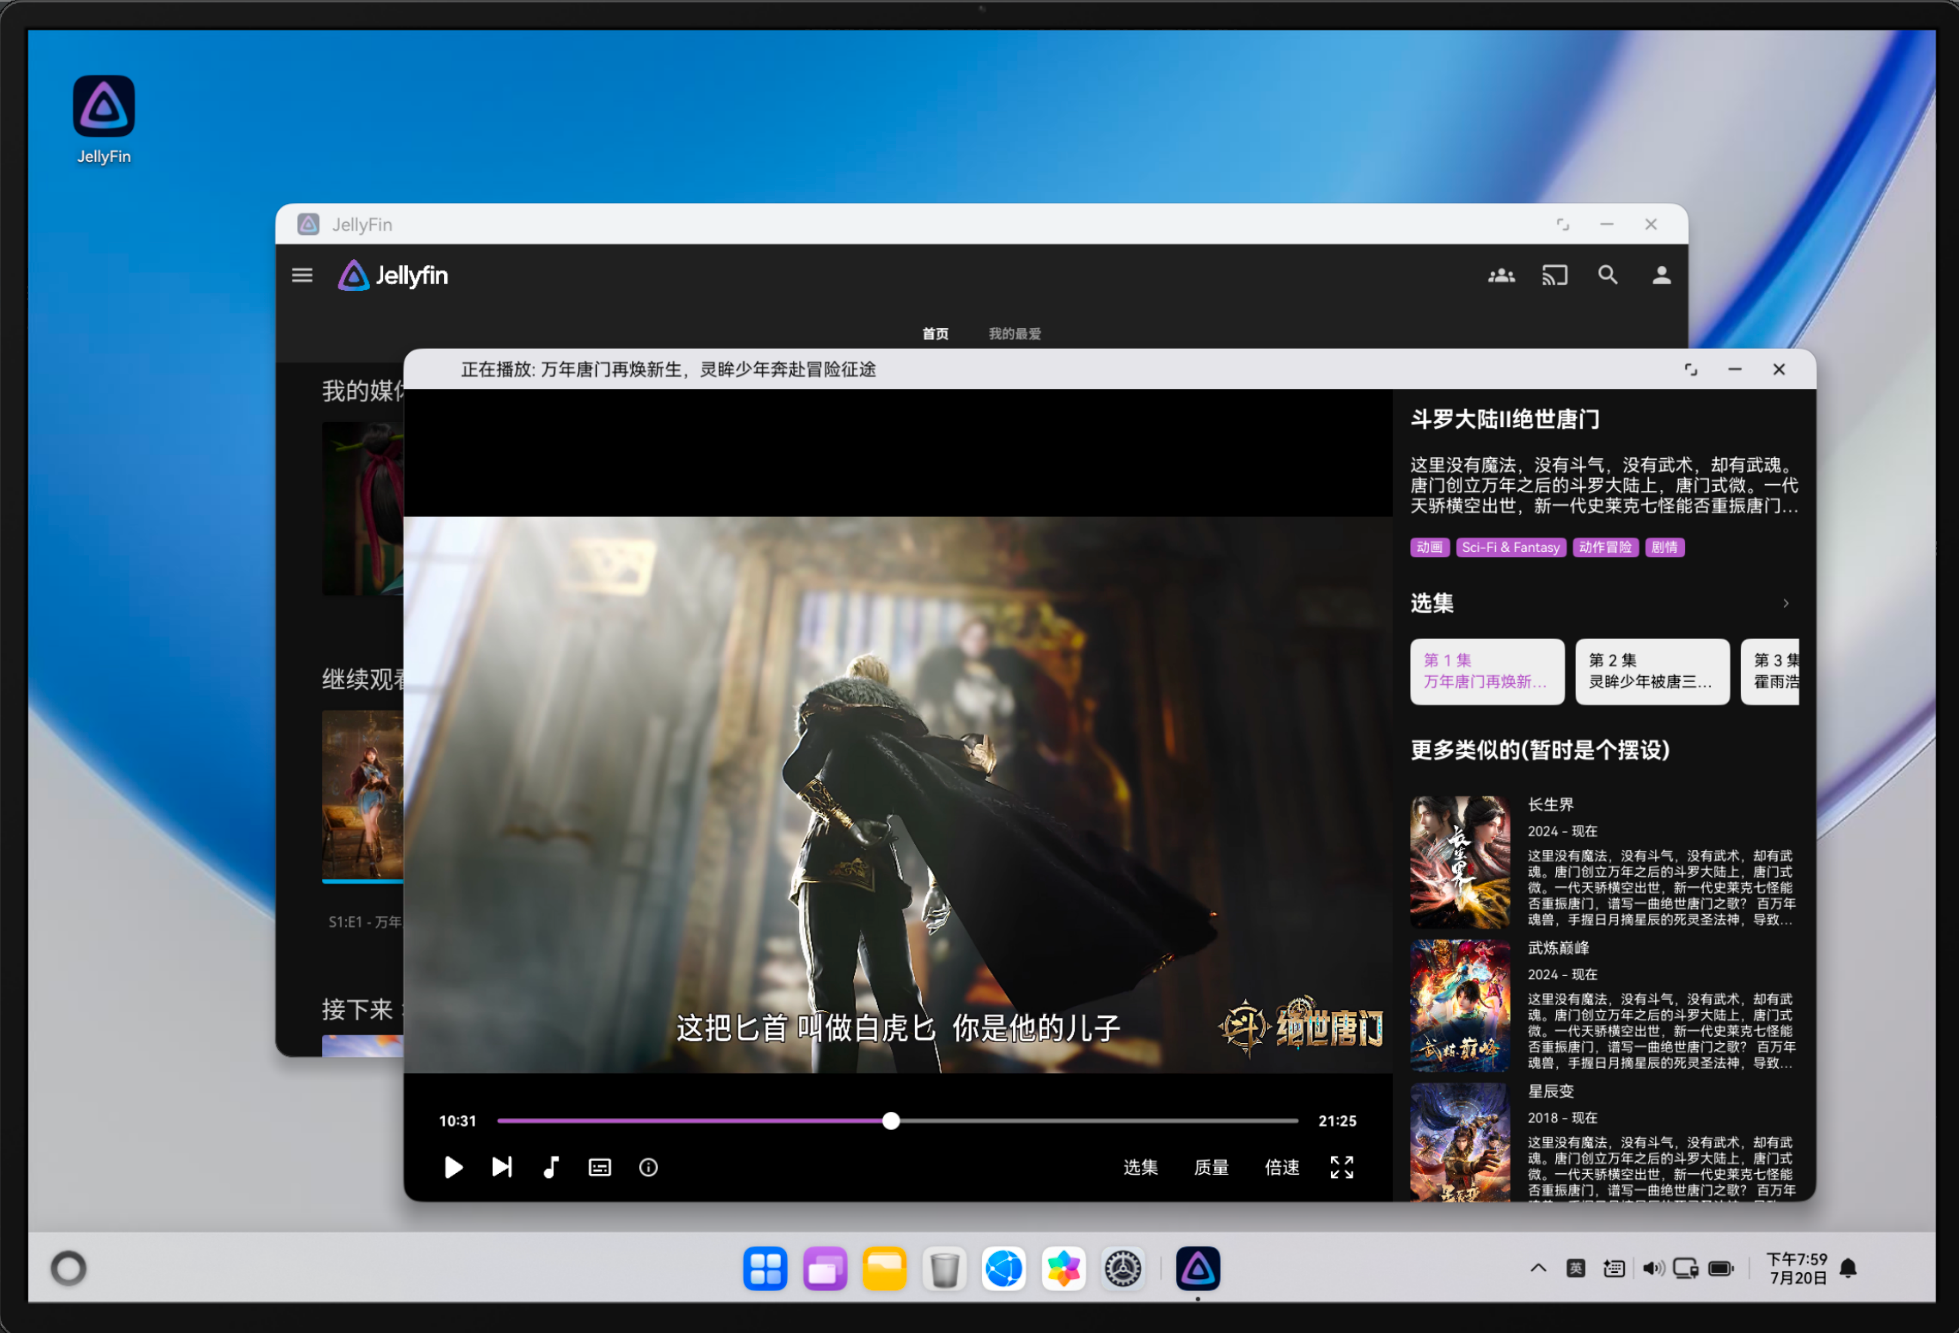 JellyFin
JellyFin
Jellyfin
首页
我的最爱
我的媒体
继续观看
S1:E1 - 万年
接下来
正在播放: 万年唐门再焕新生，灵眸少年奔赴冒险征途
这把匕首 叫做白虎匕 你是他的儿子
绝世唐门
10:31
21:25
选集
质量
倍速
斗罗大陆II绝世唐门
这里没有魔法，没有斗气，没有武术，却有武魂。
唐门创立万年之后的斗罗大陆上，唐门式微。一代
天骄横空出世，新一代史莱克七怪能否重振唐门...
动画
Sci-Fi & Fantasy
动作冒险
剧情
选集
第 1 集
万年唐门再焕新...
第 2 集
灵眸少年被唐三...
第 3 集
霍雨浩
更多类似的(暂时是个摆设)
长生界
长生界
2024 - 现在
这里没有魔法，没有斗气，没有武术，却有武
魂。唐门创立万年之后的斗罗大陆上，唐门式
微。一代天骄横空出世，新一代史莱克七怪能
否重振唐门，谱写一曲绝世唐门之歌？ 百万年
魂兽，手握日月摘星辰的死灵圣法神，导致...
武炼巅峰
武炼巅峰
2024 - 现在
这里没有魔法，没有斗气，没有武术，却有武
魂。唐门创立万年之后的斗罗大陆上，唐门式
微。一代天骄横空出世，新一代史莱克七怪能
否重振唐门，谱写一曲绝世唐门之歌？ 百万年
魂兽，手握日月摘星辰的死灵圣法神，导致...
星辰变
星辰变
2018 - 现在
这里没有魔法，没有斗气，没有武术，却有武
魂。唐门创立万年之后的斗罗大陆上，唐门式
微。一代天骄横空出世，新一代史莱克七怪能
否重振唐门，谱写一曲绝世唐门之歌？ 百万年
英
下午7:59
7月20日